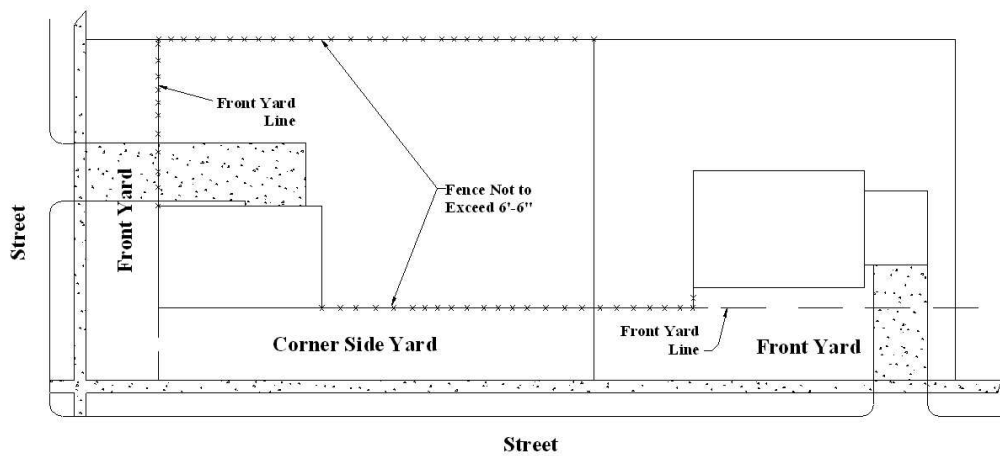 Front Yard
Line
Front Yard
Street
Fence Not to
Exceed 6'-6"
Corner Side Yard
Front Yard
Line
Front Yard
Street